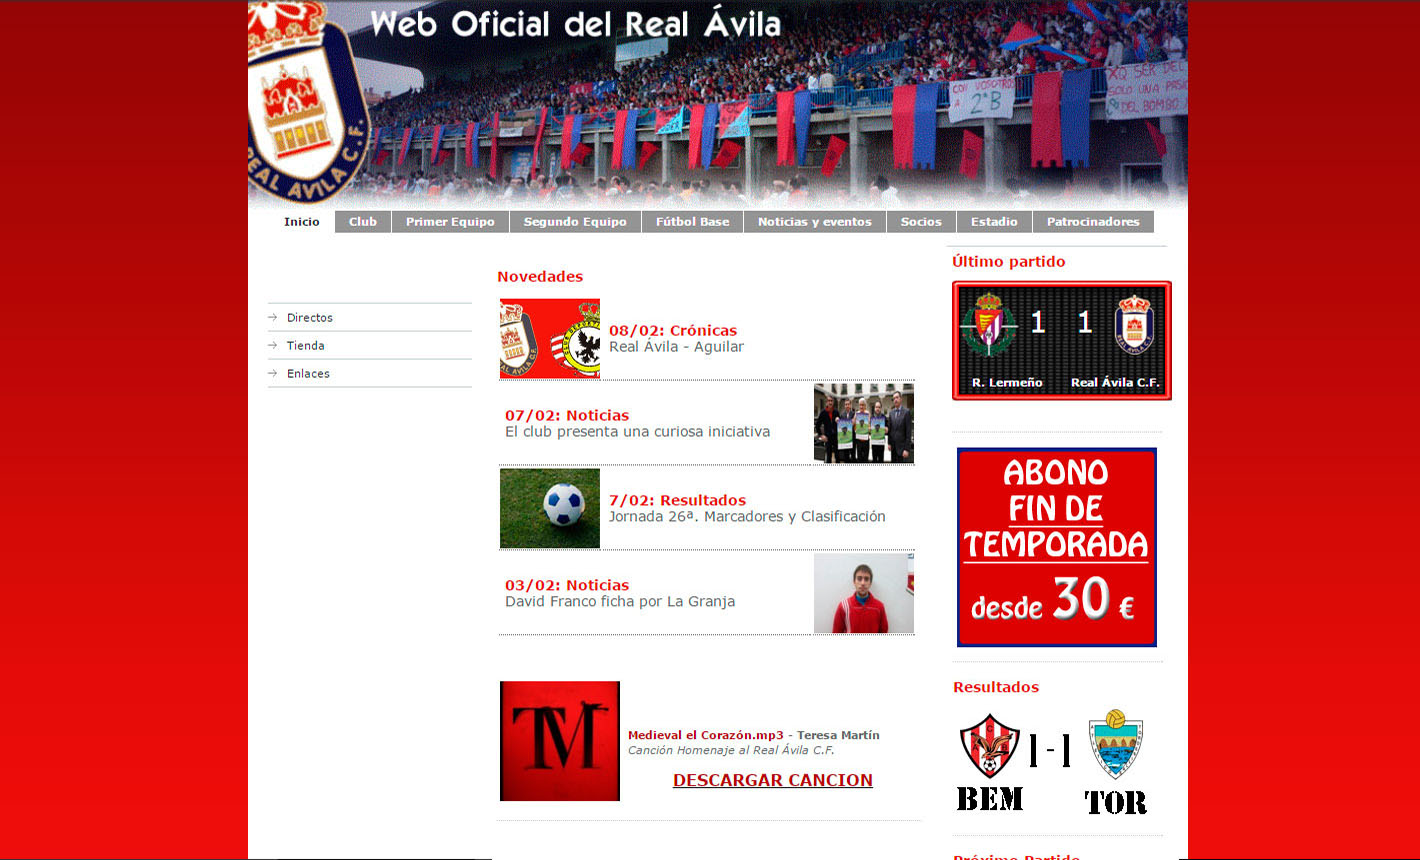 Web Oficial del Real Ávila
REAL AVILA C.F.
CON VOSOTROS
A 2ªB
XQ SER DEL
SOLO UNA PASIO
DEL BOMBO
Inicio
Club
Primer Equipo
Segundo Equipo
Fútbol Base
Noticias y eventos
Socios
Estadio
Patrocinadores
Directos
Tienda
Enlaces
Novedades
08/02: Crónicas
Real Ávila - Aguilar
07/02: Noticias
El club presenta una curiosa iniciativa
7/02: Resultados
Jornada 26ª. Marcadores y Clasificación
03/02: Noticias
David Franco ficha por La Granja
TM
Medieval el Corazón.mp3 - Teresa Martín
Canción Homenaje al Real Ávila C.F.
DESCARGAR CANCION
Último partido
1 1
R. Lermeño
Real Ávila C.F.
ABONO
FIN DE
TEMPORADA
desde 30 €
Resultados
1-1
BEM
TOR
Próximo Partido